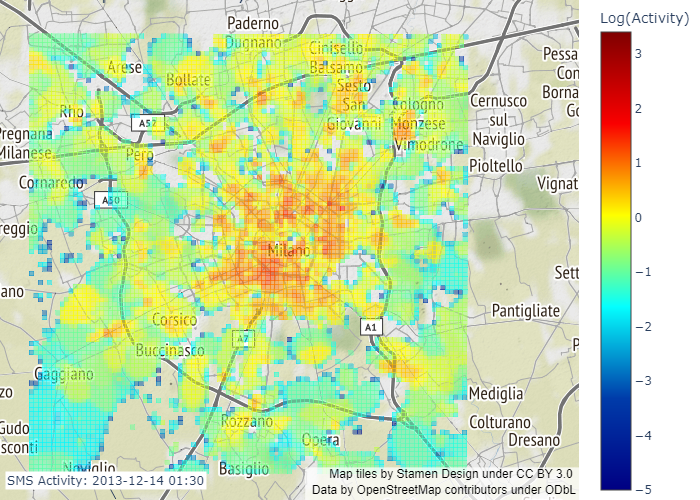 Log(Activity)
Paderno
Dugnano
Cinisello
Balsamo
Arese
Bollate
Sesto
San
Giovanni
Pessa
Con
Borna
Go
Rho
A52
Cologno
Monzese
Cernusco
sul
Naviglio
Pregnana
Milanese
Pero
Vimodrone
Pioltello
Cornaredo
A50
Vignat
reggio
Milano
Sett
ano
Corsico
A7
A1
Pantigliate
P
Buccinasco
Gaggiano
zo
Mediglia
Rozzano
Colturano
Gudo
sconti
Opera
Dresano
Noviglio
Basiglio
SMS Activity: 2013-12-14 01:30
Map tiles by Stamen Design under CC BY 3.0
Data by OpenStreetMap contributors under ODbL
3
2
1
0
−1
−2
−3
−4
−5